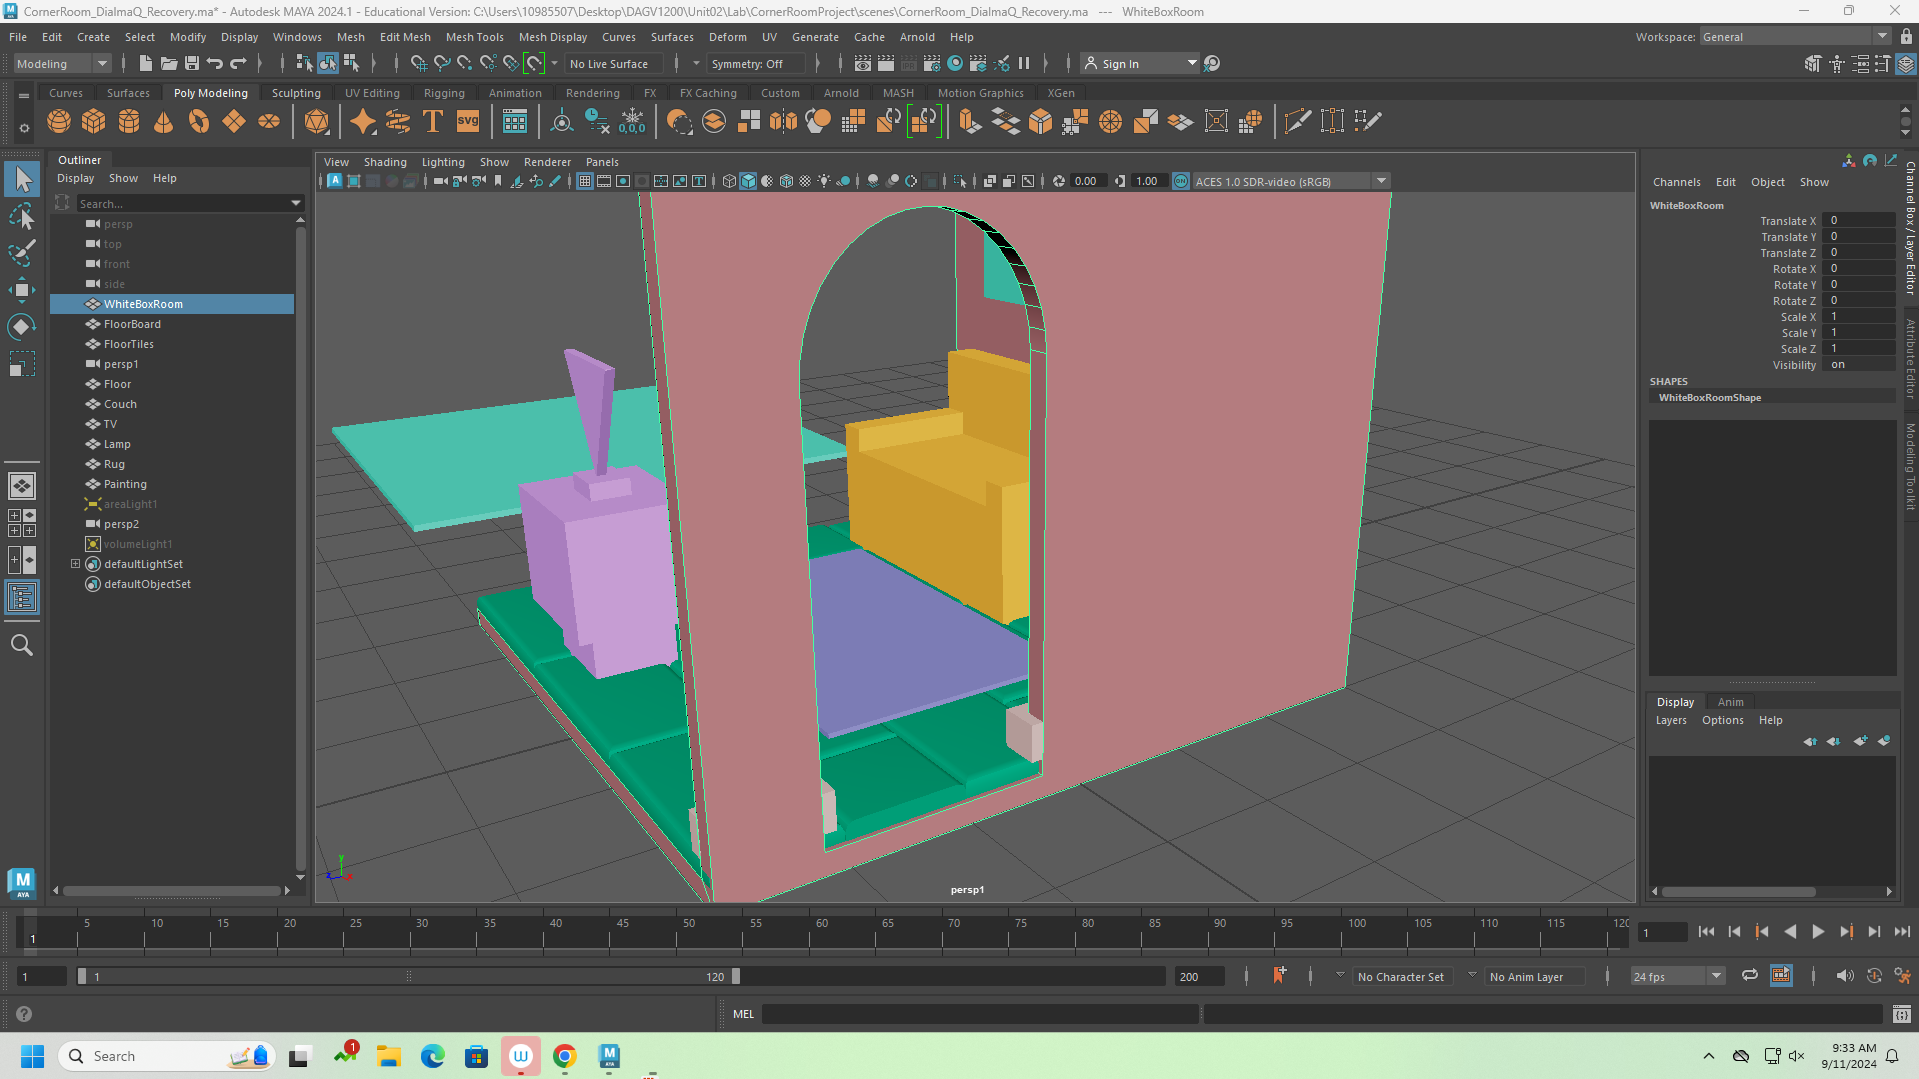 CornerRoom_DialmaQ_Recovery.ma* - Autodesk MAYA 2024.1 - Educational Version: C:\Users\10985507\Desktop\DAGV1200\Unit02\Lab\CornerRoomProject\scenes\CornerRoom_DialmaQ_Recovery.ma --- WhiteBoxRoom
File Edit Create Select Modify Display Windows Mesh Edit Mesh Mesh Tools Mesh Display Curves Surfaces Deform UV Generate Cache Arnold Help
Workspace: General
Modeling
No Live Surface
Symmetry: Off
Sign In
Curves Surfaces Poly Modeling Sculpting UV Editing Rigging Animation Rendering FX FX Caching Custom Arnold MASH Motion Graphics XGen
T
SVG
0,0,0
Outliner
Display Show Help
Search...
persp
top
front
side
WhiteBoxRoom
FloorBoard
FloorTiles
persp1
Floor
Couch
TV
Lamp
Rug
Painting
areaLight1
persp2
volumeLight1
defaultLightSet
defaultObjectSet
View Shading Lighting Show Renderer Panels
0.00
1.00
ACES 1.0 SDR-video (sRGB)
persp1
y
z
x
Channels Edit Object Show
WhiteBoxRoom
Translate X 0
Translate Y 0
Translate Z 0
Rotate X 0
Rotate Y 0
Rotate Z 0
Scale X 1
Scale Y 1
Scale Z 1
Visibility on
SHAPES
WhiteBoxRoomShape
Channel Box / Layer Editor
Attribute Editor
Modeling Toolkit
Display Anim
Layers Options Help
M
AYA
1
5 10 15 20 25 30 35 40 45 50 55 60 65 70 75 80 85 90 95 100 105 110 115 120
1
1
1
120
200
No Character Set
No Anim Layer
24 fps
MEL
Search
1
9:33 AM
9/11/2024